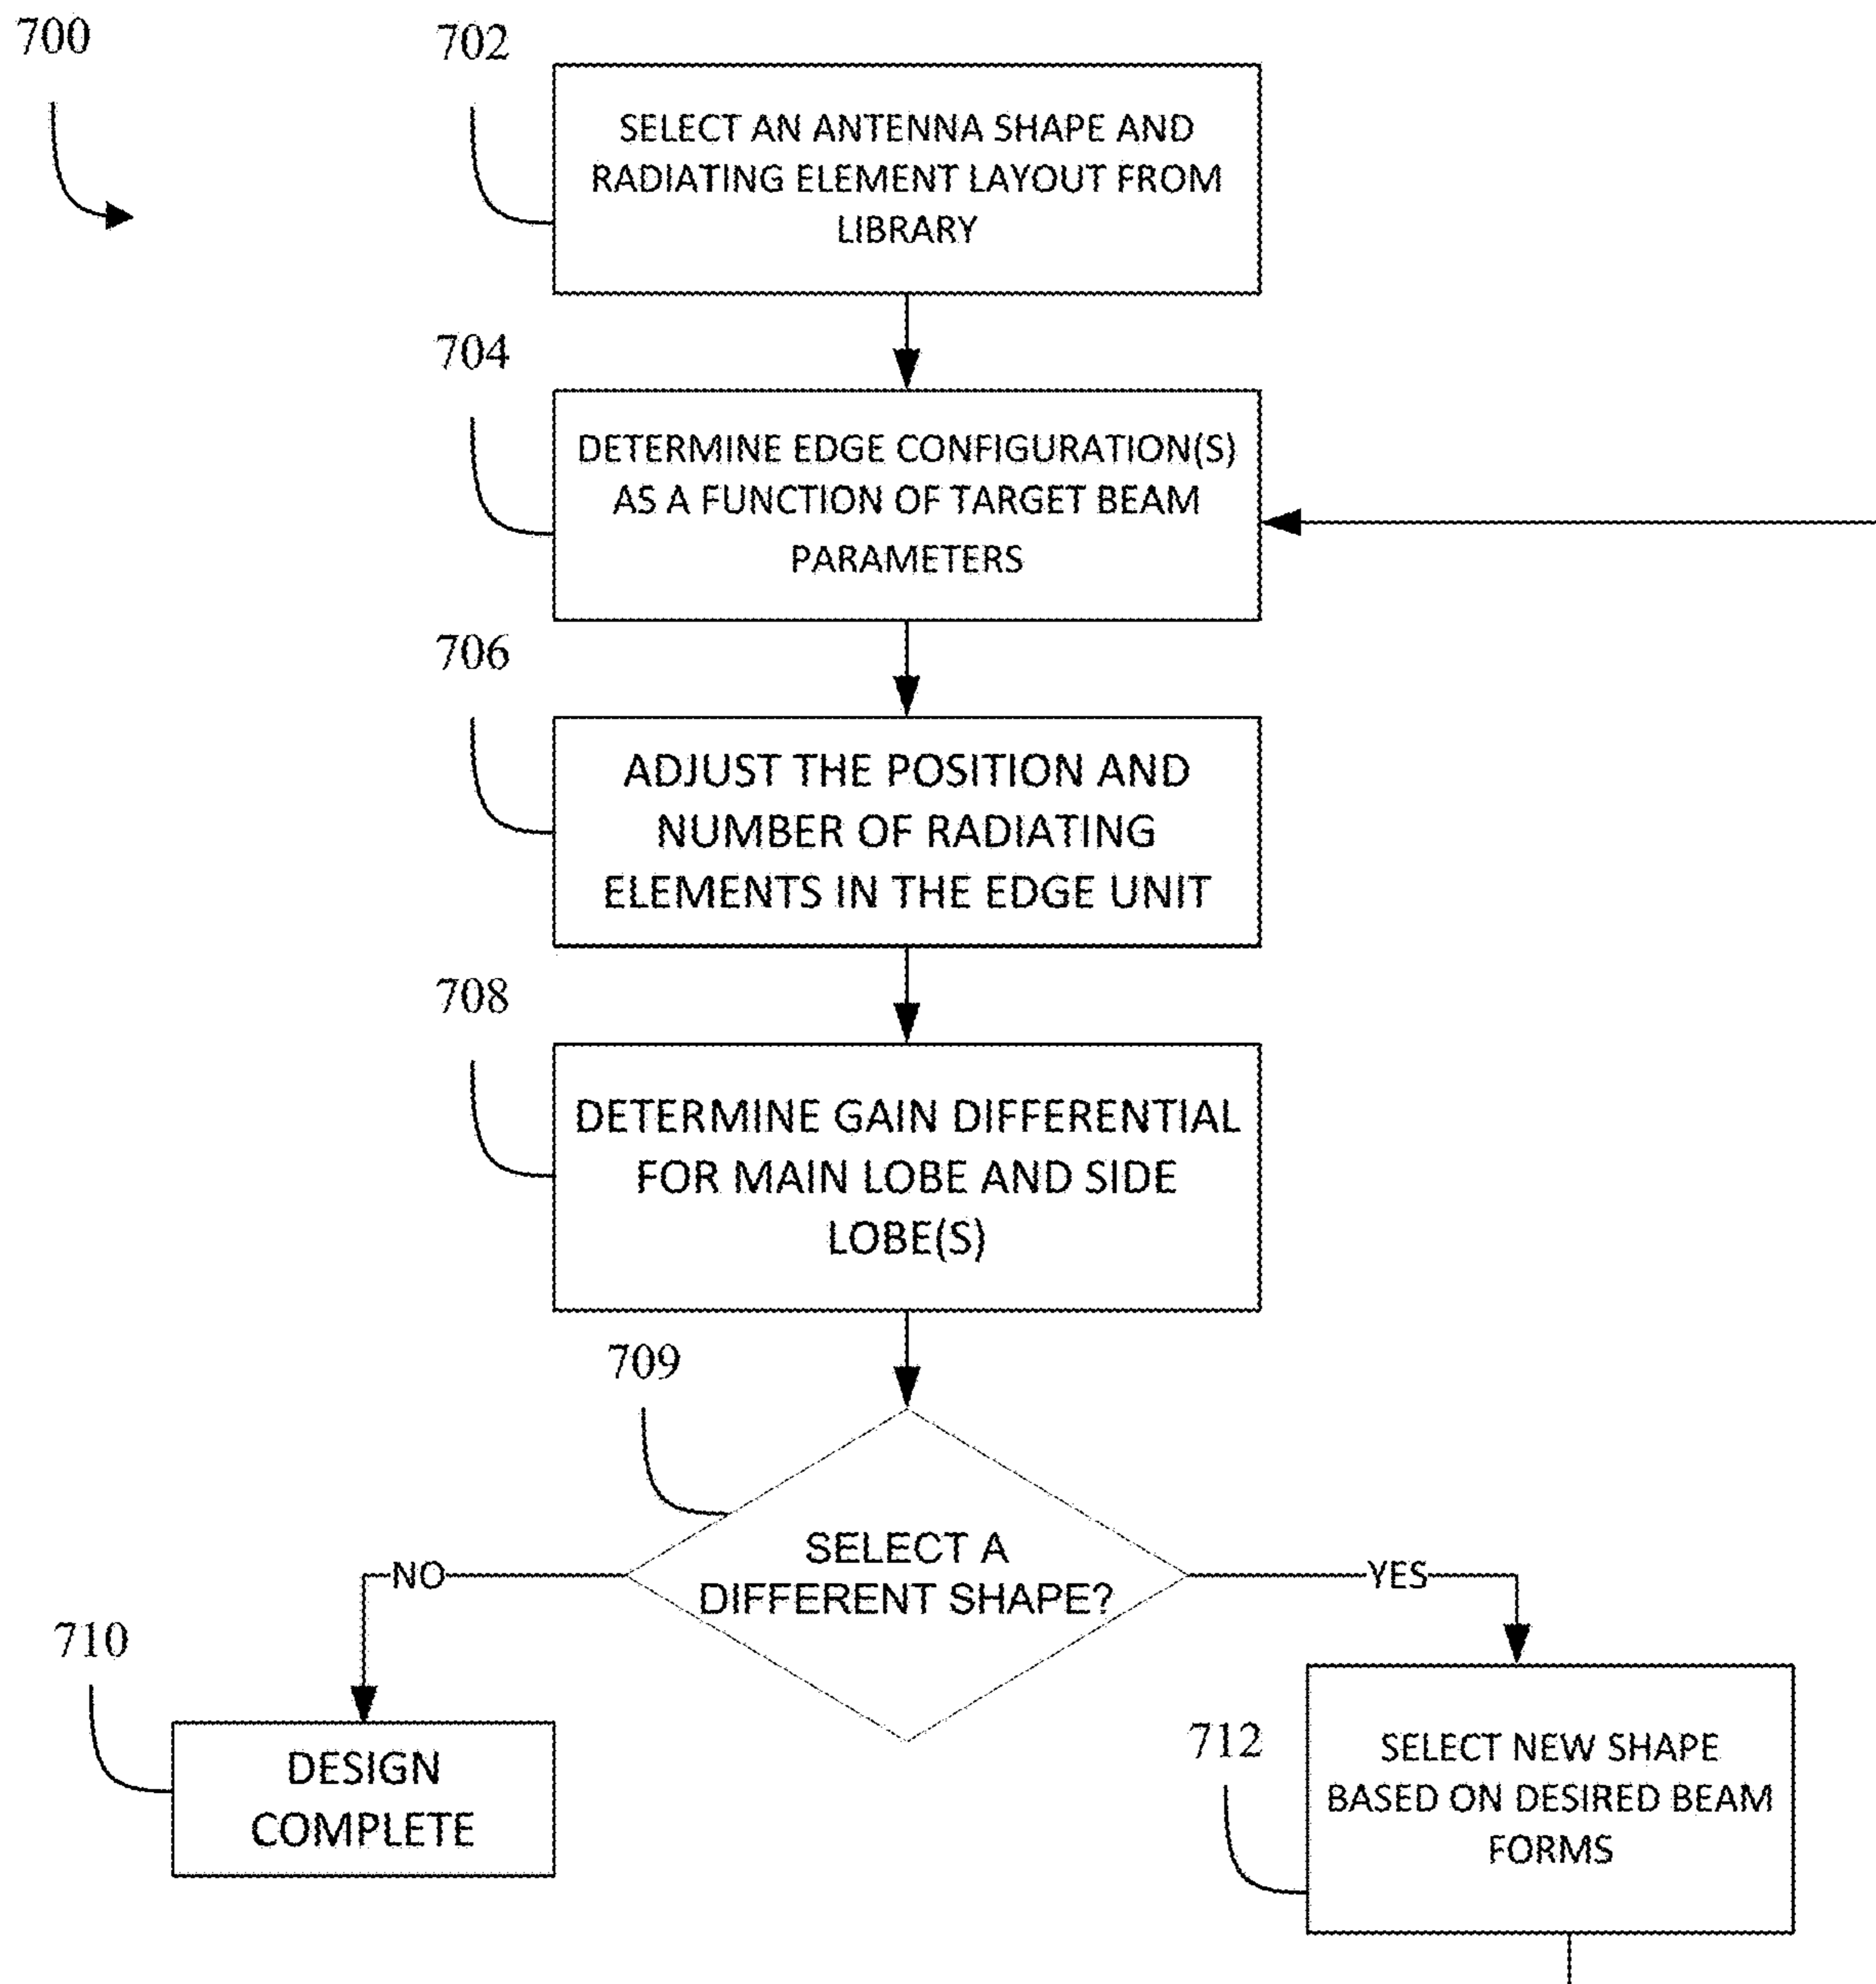 700
702
SELECT AN ANTENNA SHAPE AND
RADIATING ELEMENT LAYOUT FROM
LIBRARY
704
DETERMINE EDGE CONFIGURATION(S)
AS A FUNCTION OF TARGET BEAM
PARAMETERS
706
ADJUST THE POSITION AND
NUMBER OF RADIATING
ELEMENTS IN THE EDGE UNIT
708
DETERMINE GAIN DIFFERENTIAL
FOR MAIN LOBE AND SIDE
LOBE(S)
709
SELECT A
DIFFERENT SHAPE?
NO
YES
710
DESIGN
COMPLETE
712
SELECT NEW SHAPE
BASED ON DESIRED BEAM
FORMS